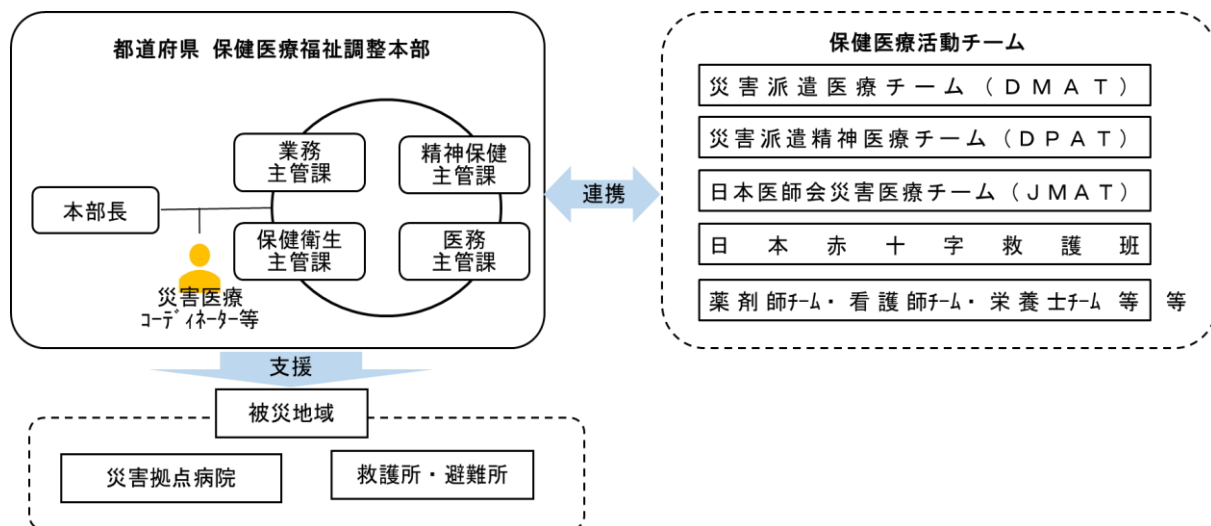 都道府県 保健医療福祉調整本部
業務
主管課
精神保健
主管課
本部長
保健衛生
主管課
医務
主管課
災害医療
ｺｰﾃﾞｨﾈｰﾀｰ等
連携
保健医療活動チーム
災害派遣医療チーム（ＤＭＡＴ）
災害派遣精神医療チーム（ＤＰＡＴ）
日本医師会災害医療チーム（ＪＭＡＴ）
日本赤十字救護班
薬剤師ﾁｰﾑ・看護師ﾁｰﾑ・栄養士ﾁｰﾑ 等 等
支援
被災地域
災害拠点病院
救護所・避難所